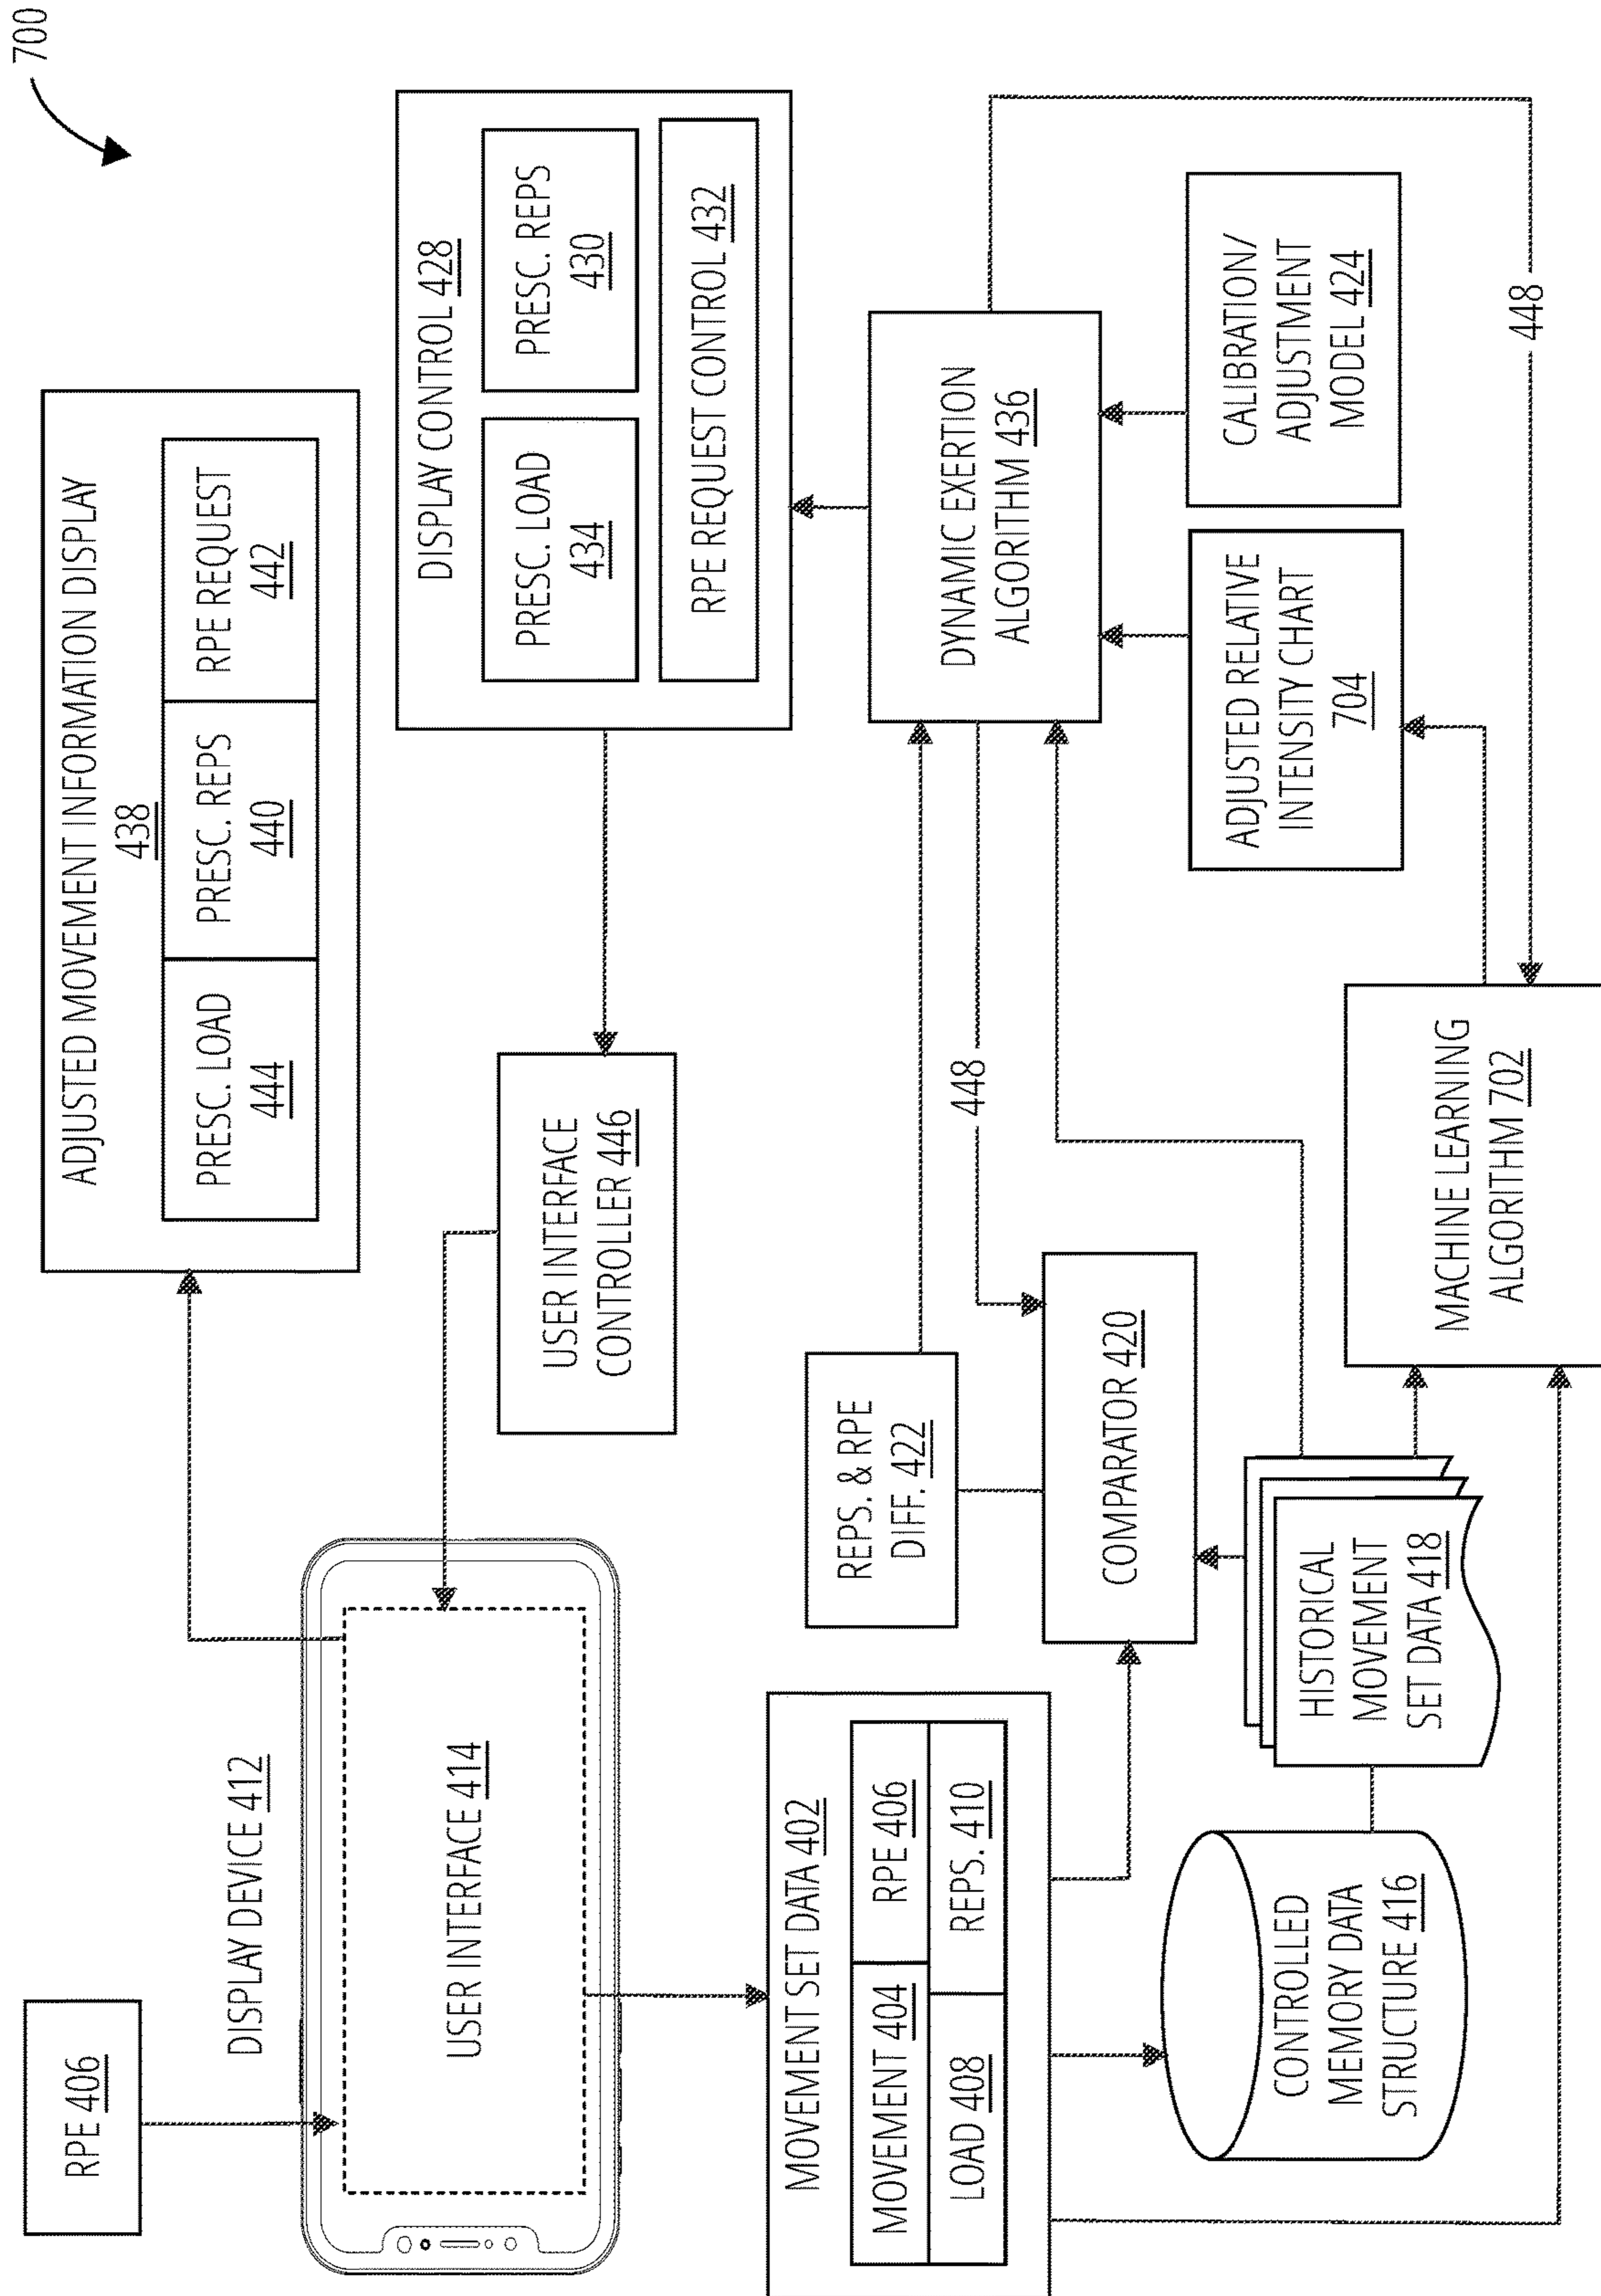 700
RPE 406
DISPLAY DEVICE 412
USER INTERFACE 414
ADJUSTED MOVEMENT INFORMATION DISPLAY
438
PRESC. LOAD
444
PRESC. REPS
440
RPE REQUEST
442
USER INTERFACE
CONTROLLER 446
DISPLAY CONTROL 428
PRESC. LOAD
434
PRESC. REPS
430
RPE REQUEST CONTROL 432
MOVEMENT SET DATA 402
MOVEMENT 404
RPE 406
LOAD 408
REPS. 410
REPS. & RPE
DIFF. 422
448
COMPARATOR 420
DYNAMIC EXERTION
ALGORITHM 436
CONTROLLED
MEMORY DATA
STRUCTURE 416
HISTORICAL
MOVEMENT
SET DATA 418
MACHINE LEARNING
ALGORITHM 702
ADJUSTED RELATIVE
INTENSITY CHART
704
CALIBRATION/
ADJUSTMENT
MODEL 424
448